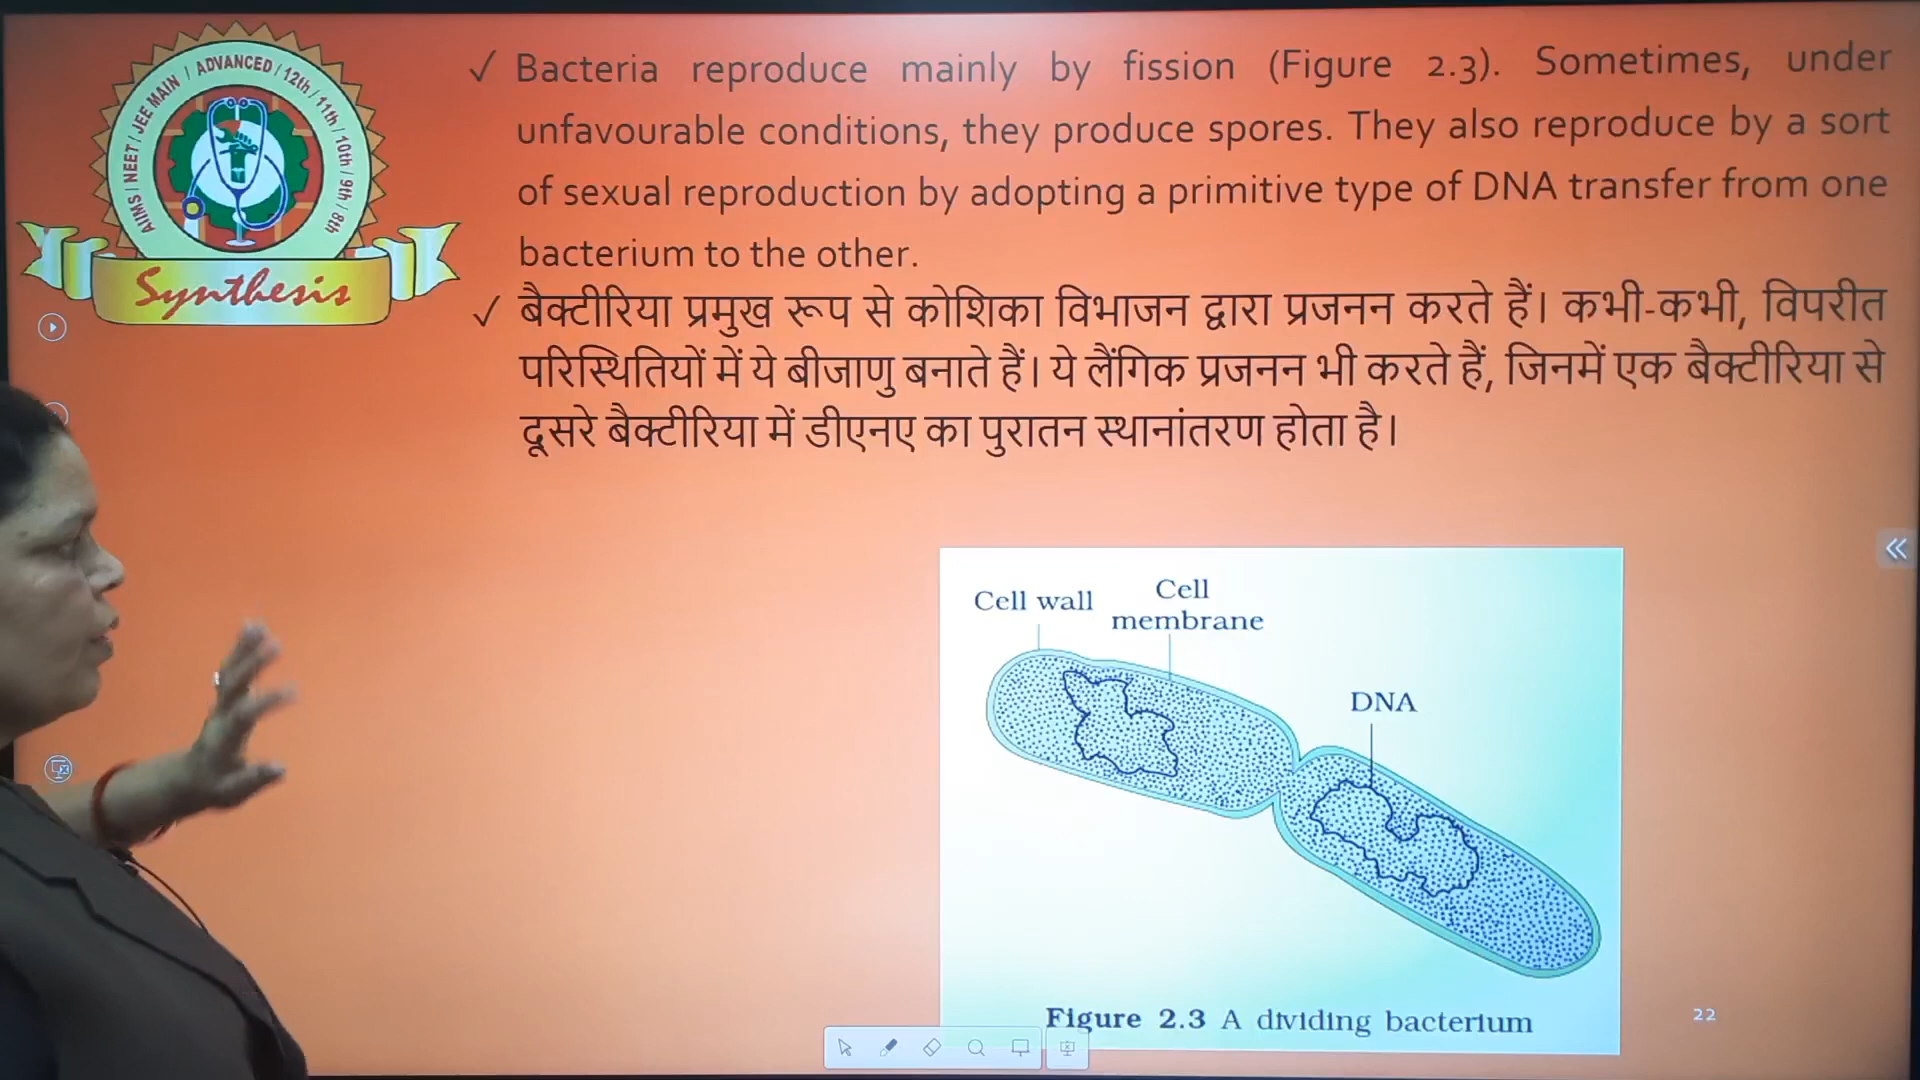 AIIMS / NEET / JEE MAIN / ADVANCED / 12th / 11th / 10th / 9th / 8th
Synthesis
✓ Bacteria reproduce mainly by fission (Figure 2.3). Sometimes, under
unfavourable conditions, they produce spores. They also reproduce by a sort
of sexual reproduction by adopting a primitive type of DNA transfer from one
bacterium to the other.
✓ बैक्टीरिया प्रमुख रूप से कोशिका विभाजन द्वारा प्रजनन करते हैं। कभी-कभी, विपरीत
परिस्थितियों में ये बीजाणु बनाते हैं। ये लैंगिक प्रजनन भी करते हैं, जिनमें एक बैक्टीरिया से
दूसरे बैक्टीरिया में डीएनए का पुरातन स्थानांतरण होता है।
Cell wall
Cell
membrane
DNA
Figure 2.3 A dividing bacterium
22